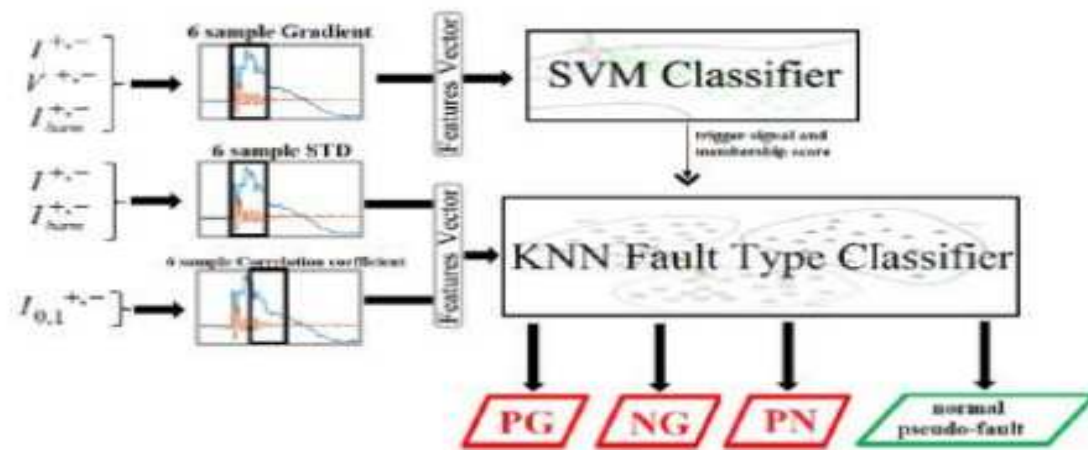 6 sample Gradient
I +,-
V +,-
I harm +,-
Features Vector
SVM Classifier
trigger signal and
membership score
6 sample STD
I +,-
I harm +,-
6 sample Correlation coefficient
I 0,1 +,-
Features Vector
KNN Fault Type Classifier
PG
NG
PN
normal
pseudo-fault